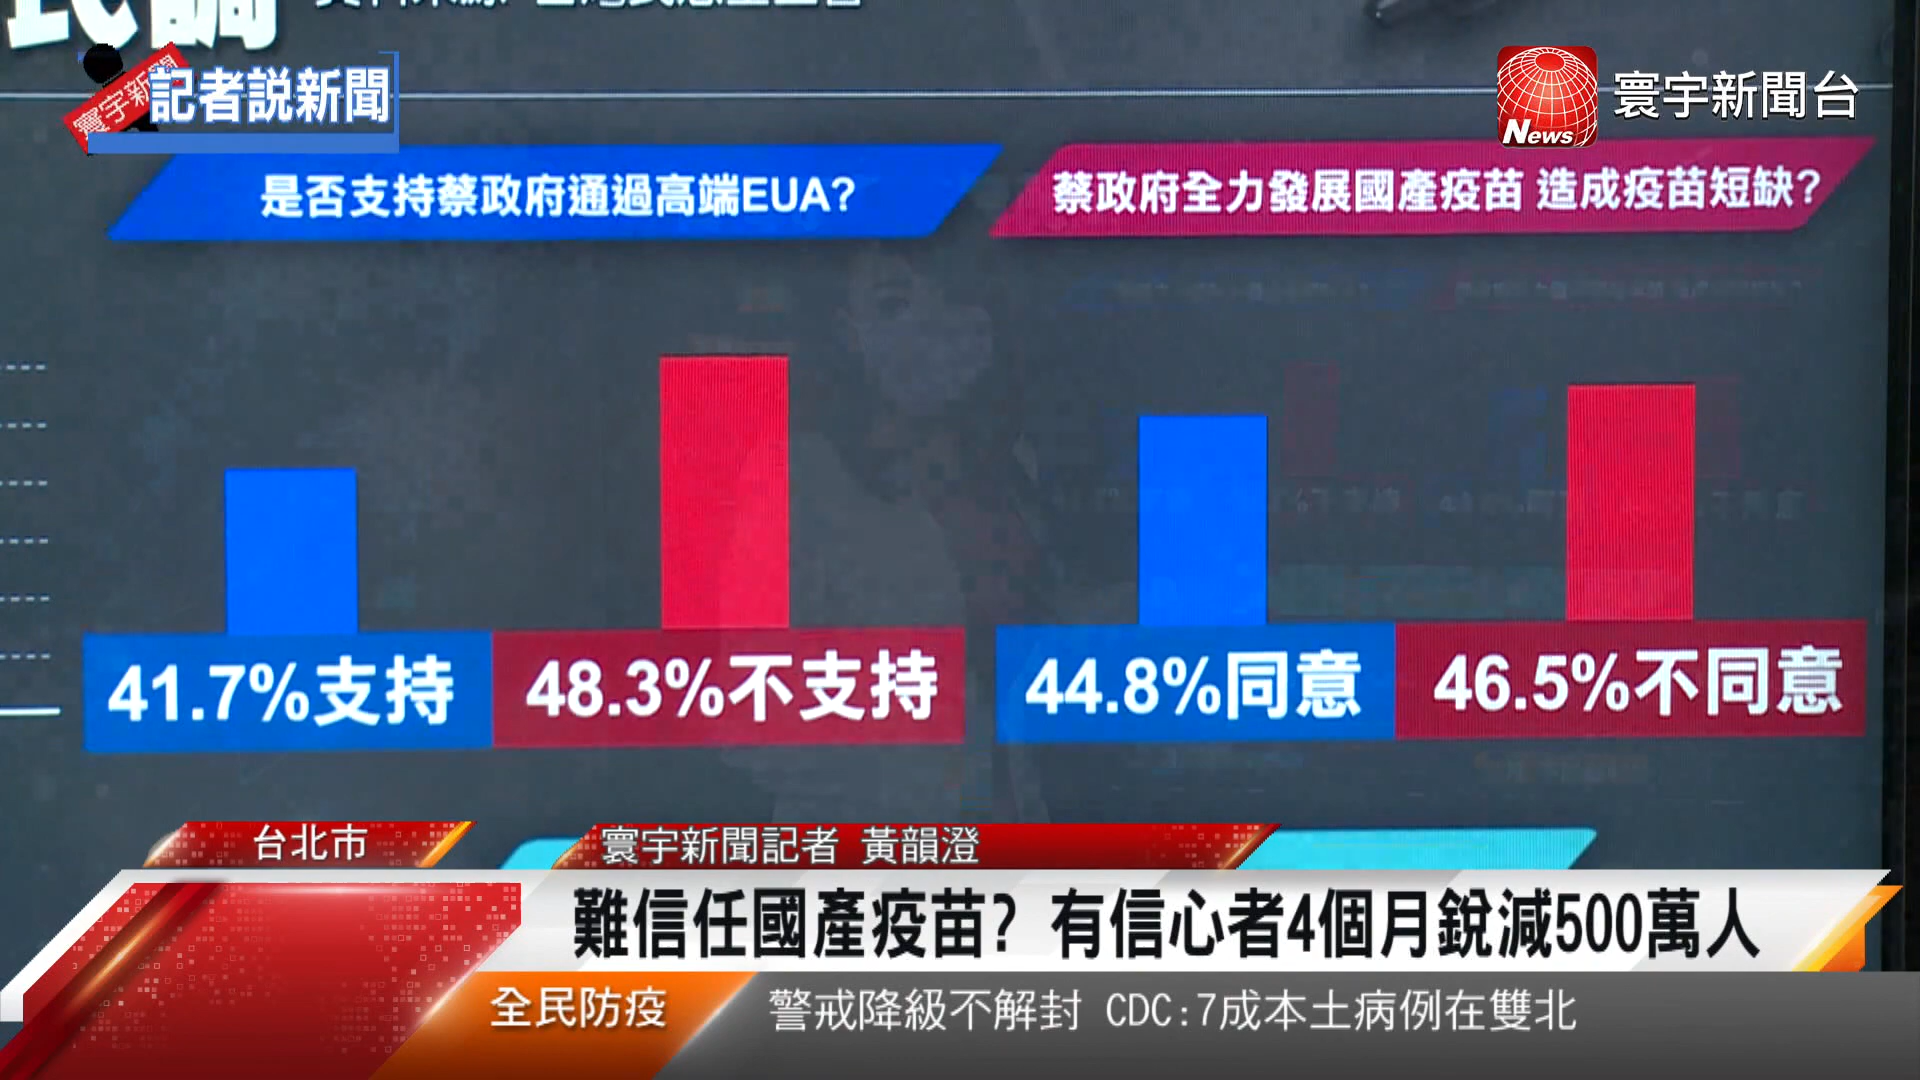 民調
記者説新聞
寰宇新聞
News
寰宇新聞台
是否支持蔡政府通過高端EUA?
蔡政府全力發展國產疫苗 造成疫苗短缺?
41.7%支持
48.3%不支持
44.8%同意
46.5%不同意
台北市
寰宇新聞記者 黃韻澄
難信任國產疫苗? 有信心者4個月銳減500萬人
全民防疫
警戒降級不解封 CDC:7成本土病例在雙北